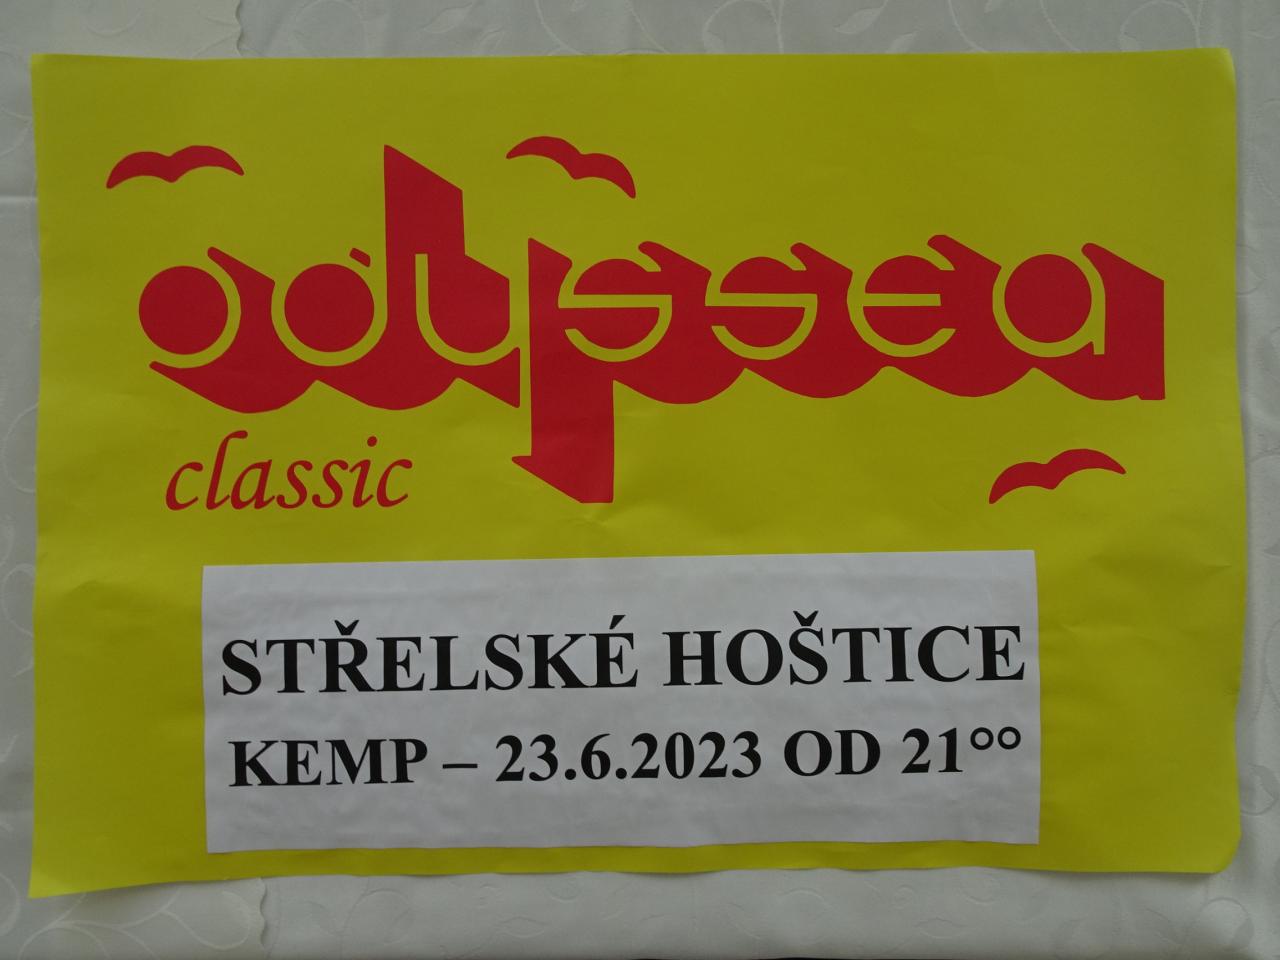 odyssea
classic
STŘELSKÉ HOŠTICE
KEMP – 23.6.2023 OD 21°°